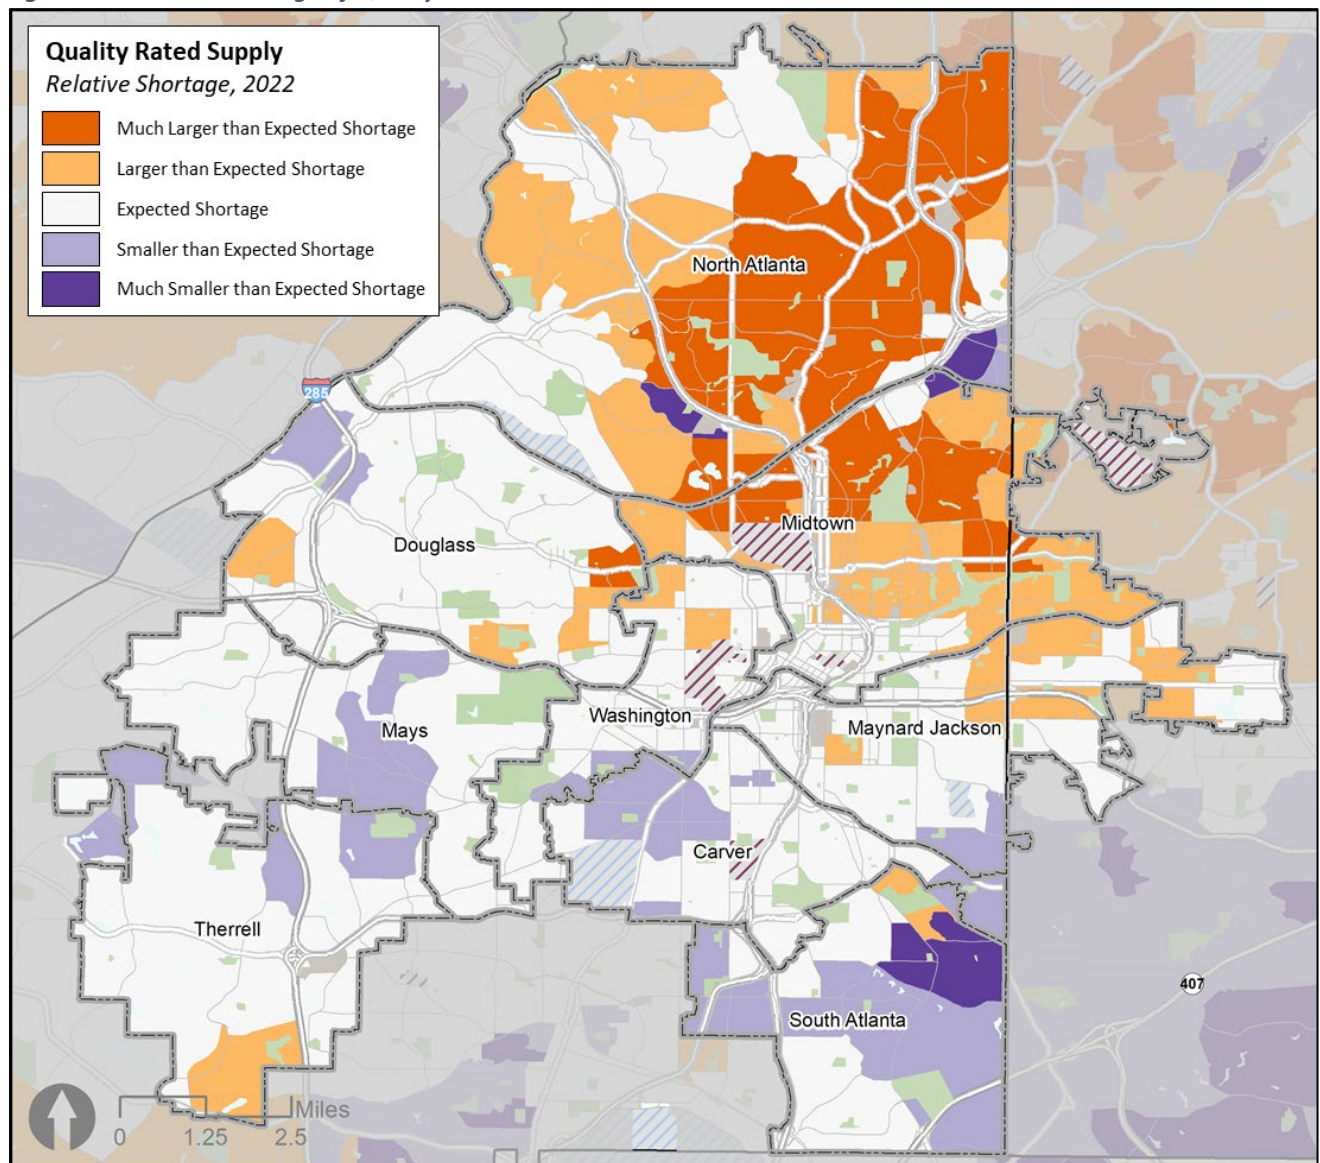 Quality Rated Supply
Relative Shortage, 2022
Much Larger than Expected Shortage
Larger than Expected Shortage
Expected Shortage
Smaller than Expected Shortage
Much Smaller than Expected Shortage
North Atlanta
285
Midtown
Douglass
Washington
Mays
Maynard Jackson
Carver
Therrell
407
South Atlanta
Miles
0 1.25 2.5